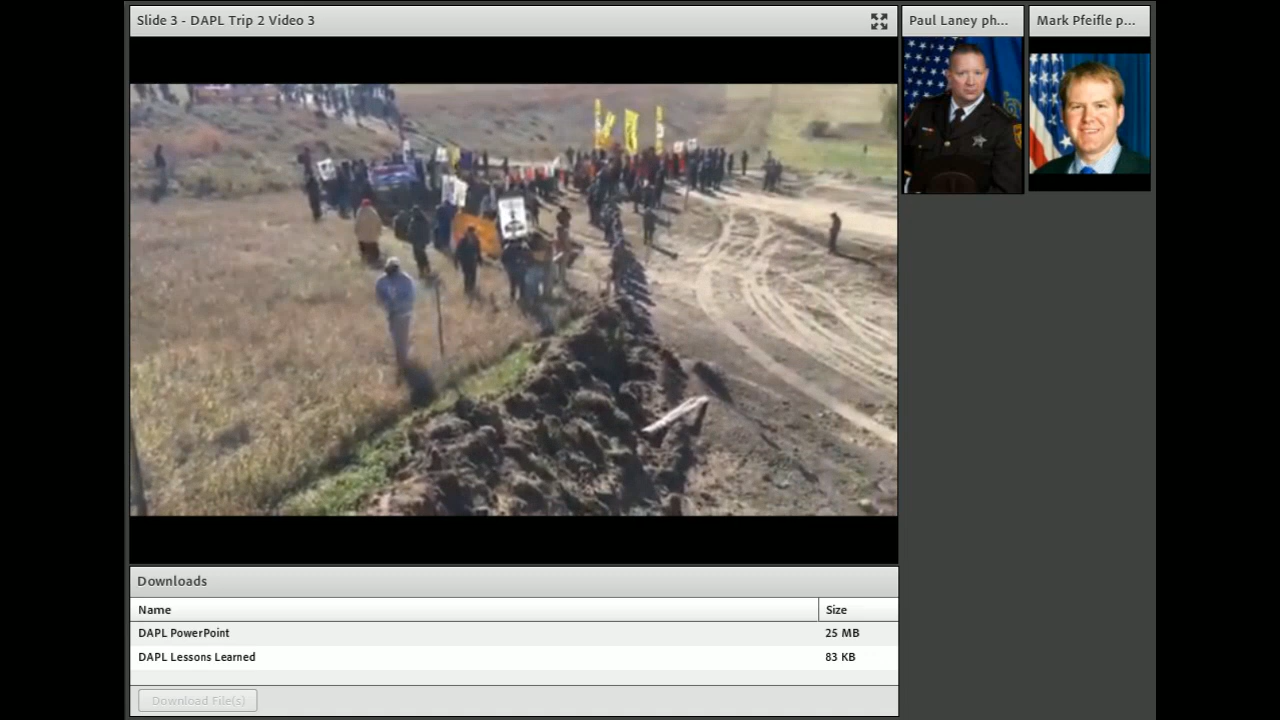 Slide 3 - DAPL Trip 2 Video 3
Paul Laney ph...
Mark Pfeifle p...
Downloads
Name
Size
DAPL PowerPoint
25 MB
DAPL Lessons Learned
83 KB
Download File(s)